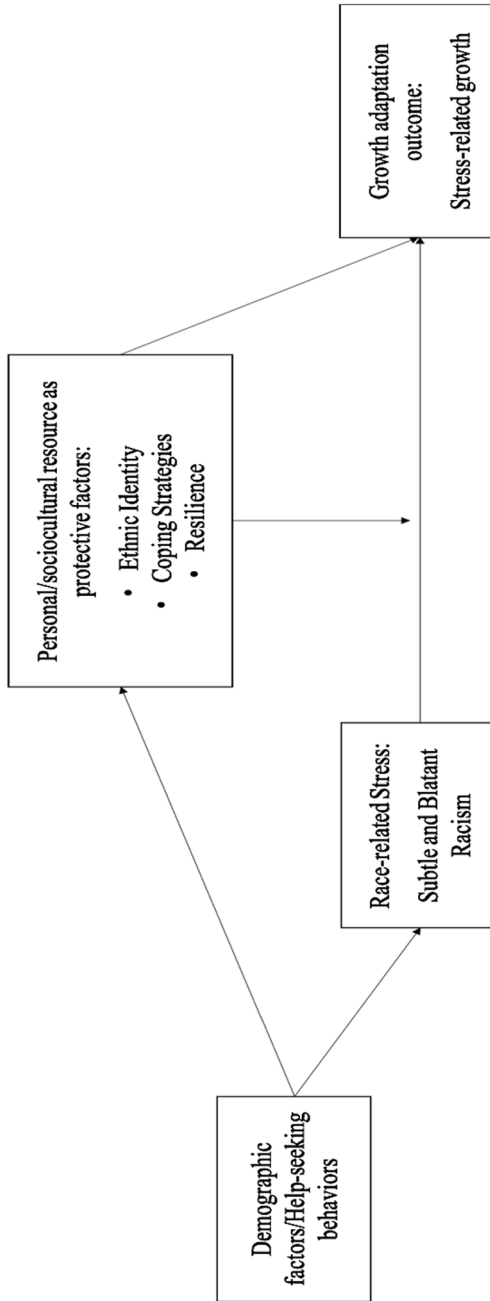 Demographic
factors/Help-seeking
behaviors
Personal/sociocultural resource as
protective factors:
• Ethnic Identity
• Coping Strategies
• Resilience
Race-related Stress:
Subtle and Blatant
Racism
Growth adaptation
outcome:
Stress-related growth